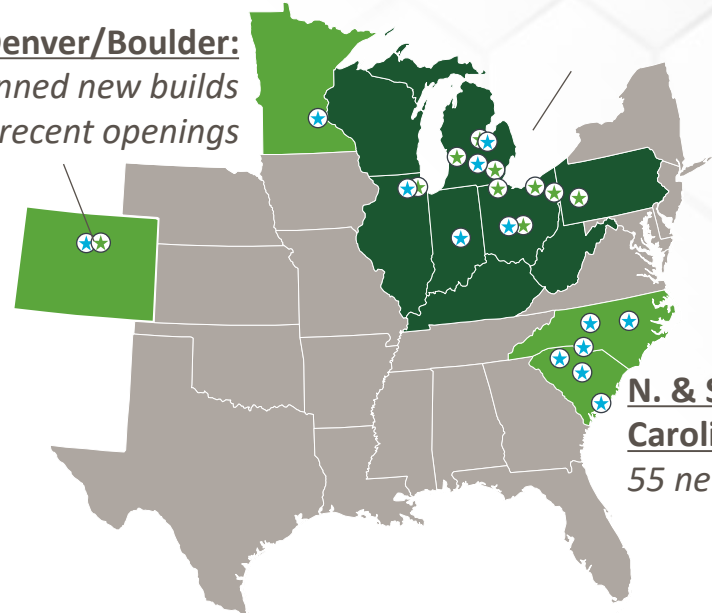 Denver/Boulder:
nned new builds
recent openings
N. & S
Caroli
55 ne